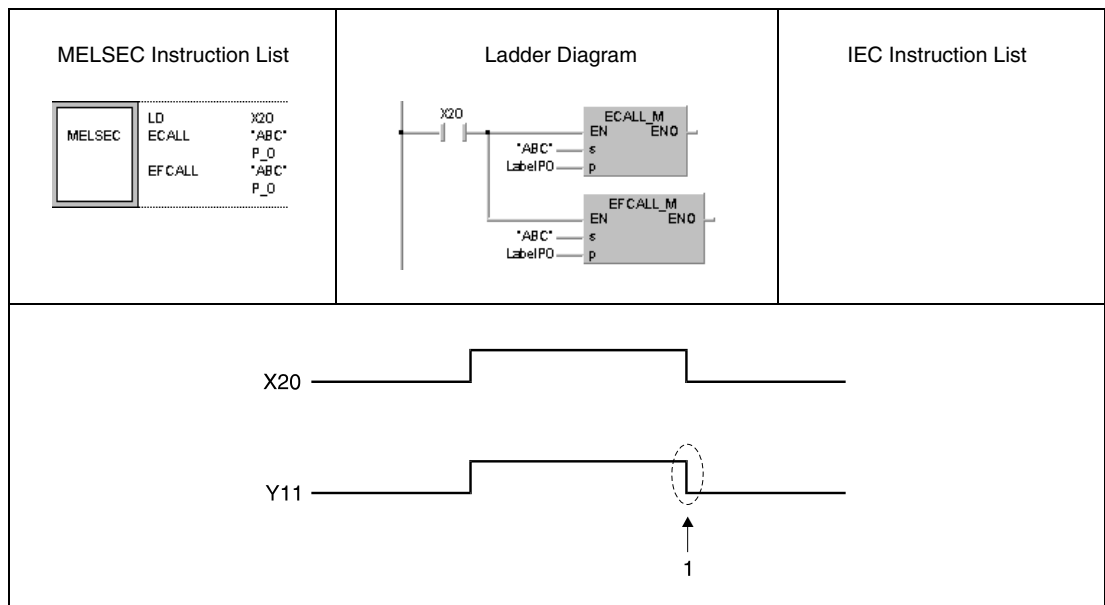 MELSEC Instruction List
MELSEC
LD X20
ECALL "ABC"
P_0
EFCALL "ABC"
P_0
Ladder Diagram
X20
ECALL_M
EN ENO
"ABC" s
LabelP0 p
EFCALL_M
EN ENO
"ABC" s
LabelP0 p
IEC Instruction List
X20
Y11
1